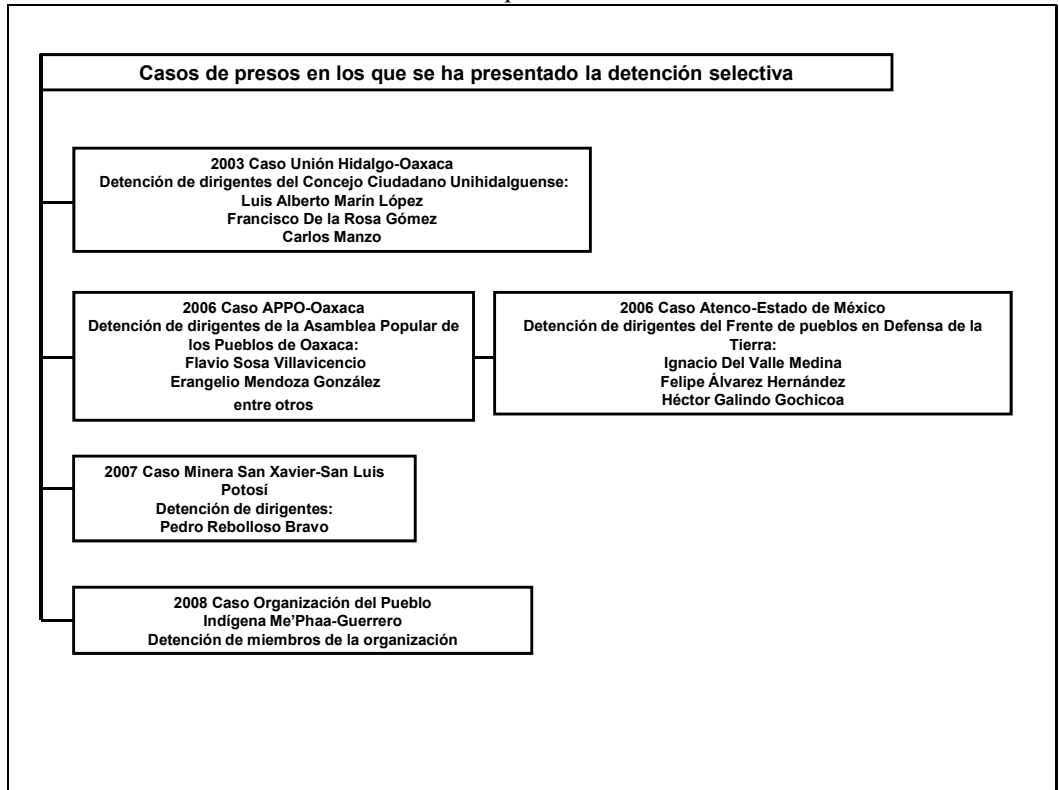 Casos de presos en los que se ha presentado la detención selectiva
2003 Caso Unión Hidalgo-Oaxaca
Detención de dirigentes del Concejo Ciudadano Unihidalguense:
Luis Alberto Marín López
Francisco De la Rosa Gómez
Carlos Manzo
2006 Caso APPO-Oaxaca
Detención de dirigentes de la Asamblea Popular de
los Pueblos de Oaxaca:
Flavio Sosa Villavicencio
Erangelio Mendoza González
entre otros
2006 Caso Atenco-Estado de México
Detención de dirigentes del Frente de pueblos en Defensa de la
Tierra:
Ignacio Del Valle Medina
Felipe Álvarez Hernández
Héctor Galindo Gochicoa
2007 Caso Minera San Xavier-San Luis
Potosí
Detención de dirigentes:
Pedro Rebolloso Bravo
2008 Caso Organización del Pueblo
Indígena Me'Phaa-Guerrero
Detención de miembros de la organización